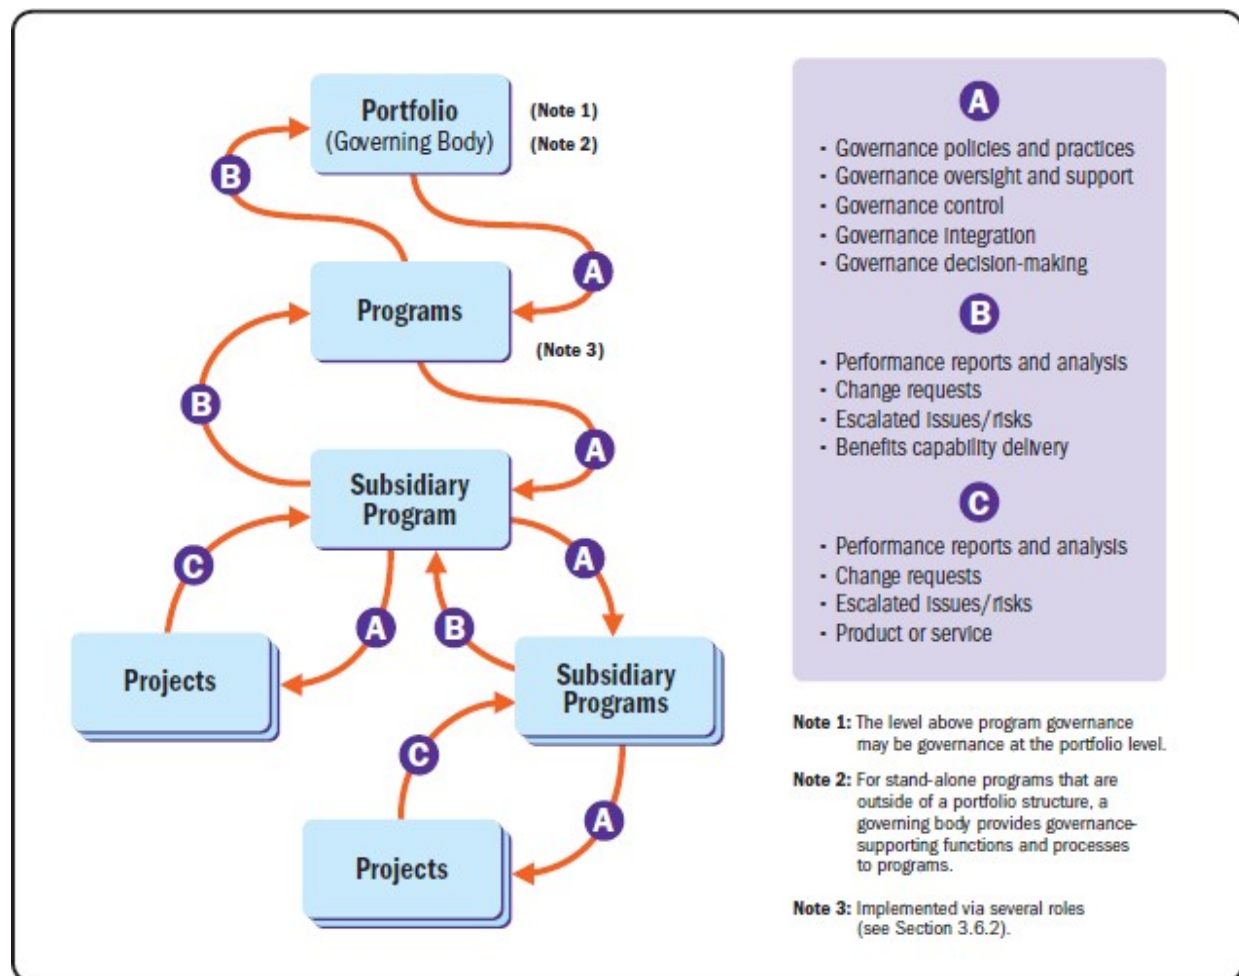 Portfolio
(Governing Body)
(Note 1)
(Note 2)
B
A
Programs
(Note 3)
B
A
Subsidiary
Program
C
A
B
A
Projects
Subsidiary
Programs
C
A
Projects
A
- Governance policies and practices
- Governance oversight and support
- Governance control
- Governance integration
- Governance decision-making
B
- Performance reports and analysis
- Change requests
- Escalated issues/risks
- Benefits capability delivery
C
- Performance reports and analysis
- Change requests
- Escalated issues/risks
- Product or service
Note 1: The level above program governance
may be governance at the portfolio level.
Note 2: For stand-alone programs that are
outside of a portfolio structure, a
governing body provides governance-
supporting functions and processes
to programs.
Note 3: Implemented via several roles
(see Section 3.6.2).